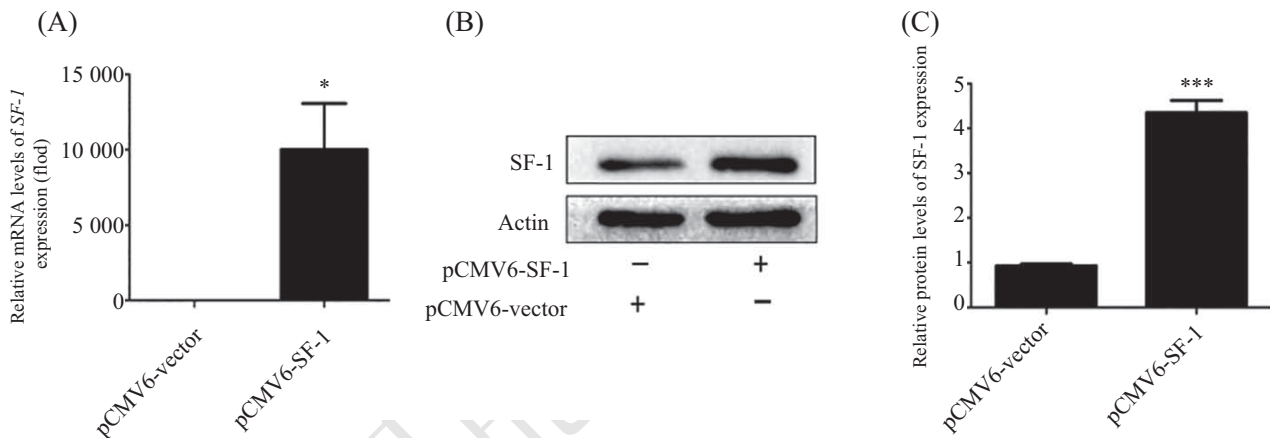 (A)
Relative mRNA levels of SF-1
expression (flod)
15 000
10 000
5 000
0
*
pCMV6-vector
pCMV6-SF-1
(B)
SF-1
Actin
pCMV6-SF-1 − +
pCMV6-vector + −
(C)
Relative protein levels of SF-1 expression
5
4
3
2
1
0
***
pCMV6-vector
pCMV6-SF-1